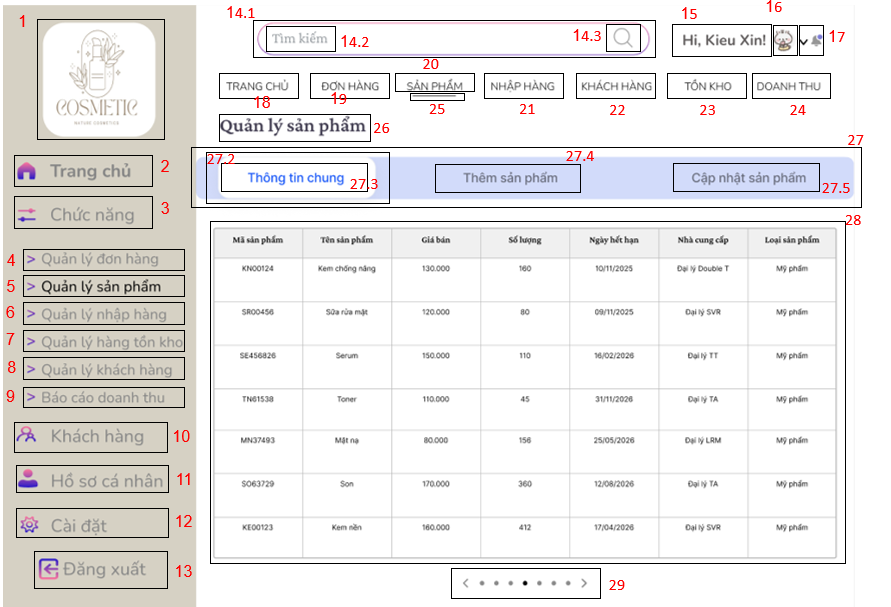 1
COSMETIC
NATURE COSMETICS
2 Trang chủ
3 Chức năng
4 > Quản lý đơn hàng
5 > Quản lý sản phẩm
6 > Quản lý nhập hàng
7 > Quản lý hàng tồn kho
8 > Quản lý khách hàng
9 > Báo cáo doanh thu
Khách hàng 10
Hồ sơ cá nhân 11
Cài đặt 12
Đăng xuất 13
14.1
Tìm kiếm 14.2 14.3
15 16 17
Hi, Kieu Xin!
TRANG CHỦ ĐƠN HÀNG SẢN PHẨM NHẬP HÀNG KHÁCH HÀNG TỒN KHO DOANH THU
18 19 20 21 22 23 24
25
Quản lý sản phẩm 26
27
27.2 Thông tin chung 27.3
27.4 Thêm sản phẩm
Cập nhật sản phẩm 27.5
28
Mã sản phẩm Tên sản phẩm Giá bán Số lượng Ngày hết hạn Nhà cung cấp Loại sản phẩm
KN00124 Kem chống nắng 130.000 160 10/11/2025 Đại lý Double T Mỹ phẩm
SR00456 Sữa rửa mặt 120.000 80 09/11/2025 Đại lý SVR Mỹ phẩm
SE456826 Serum 150.000 110 16/02/2026 Đại lý TT Mỹ phẩm
TN61538 Toner 110.000 45 31/11/2026 Đại lý TA Mỹ phẩm
MN37493 Mặt nạ 80.000 156 25/05/2026 Đại lý LRM Mỹ phẩm
SO63729 Son 170.000 360 12/08/2026 Đại lý TA Mỹ phẩm
KE00123 Kem nền 160.000 412 17/04/2026 Đại lý SVR Mỹ phẩm
29